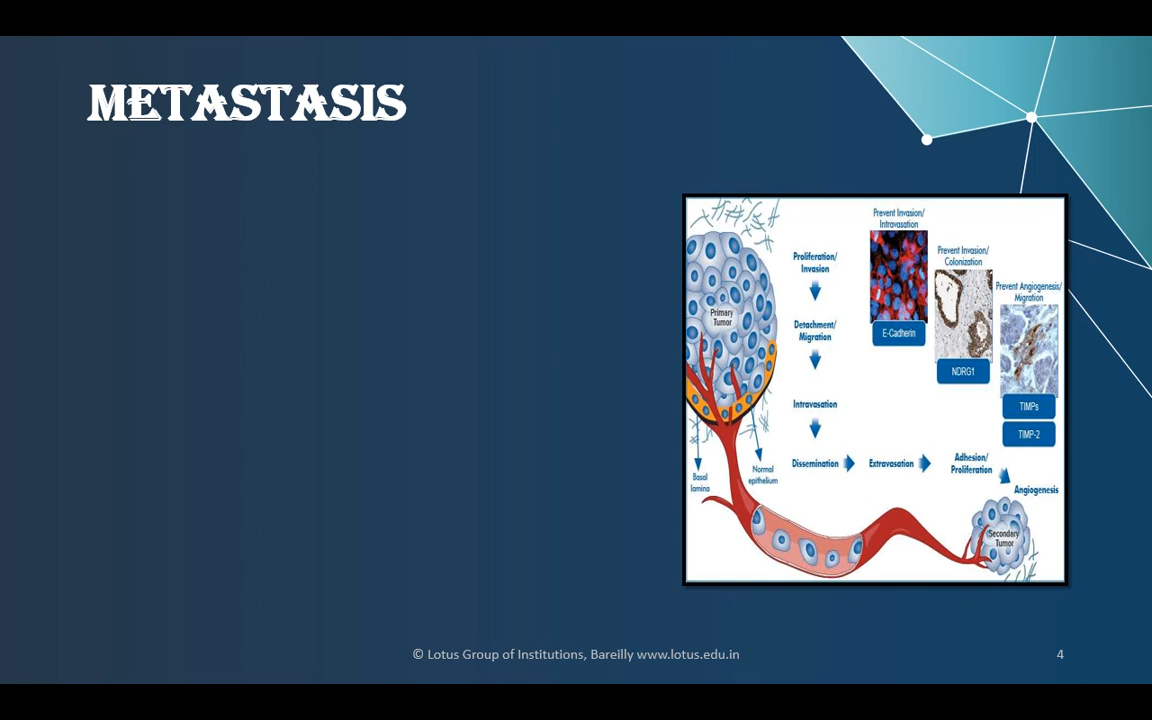 METASTASIS
Prevent Invasion/
Intravasation
E-Cadherin
Prevent Invasion/
Colonization
NDRG1
Prevent Angiogenesis/
Migration
TIMPs
TIMP-2
Primary
Tumor
Proliferation/
Invasion
Detachment/
Migration
Intravasation
Dissemination
Extravasation
Adhesion/
Proliferation
Angiogenesis
Basal
lamina
Normal
epithelium
Secondary
Tumor
© Lotus Group of Institutions, Bareilly www.lotus.edu.in
4